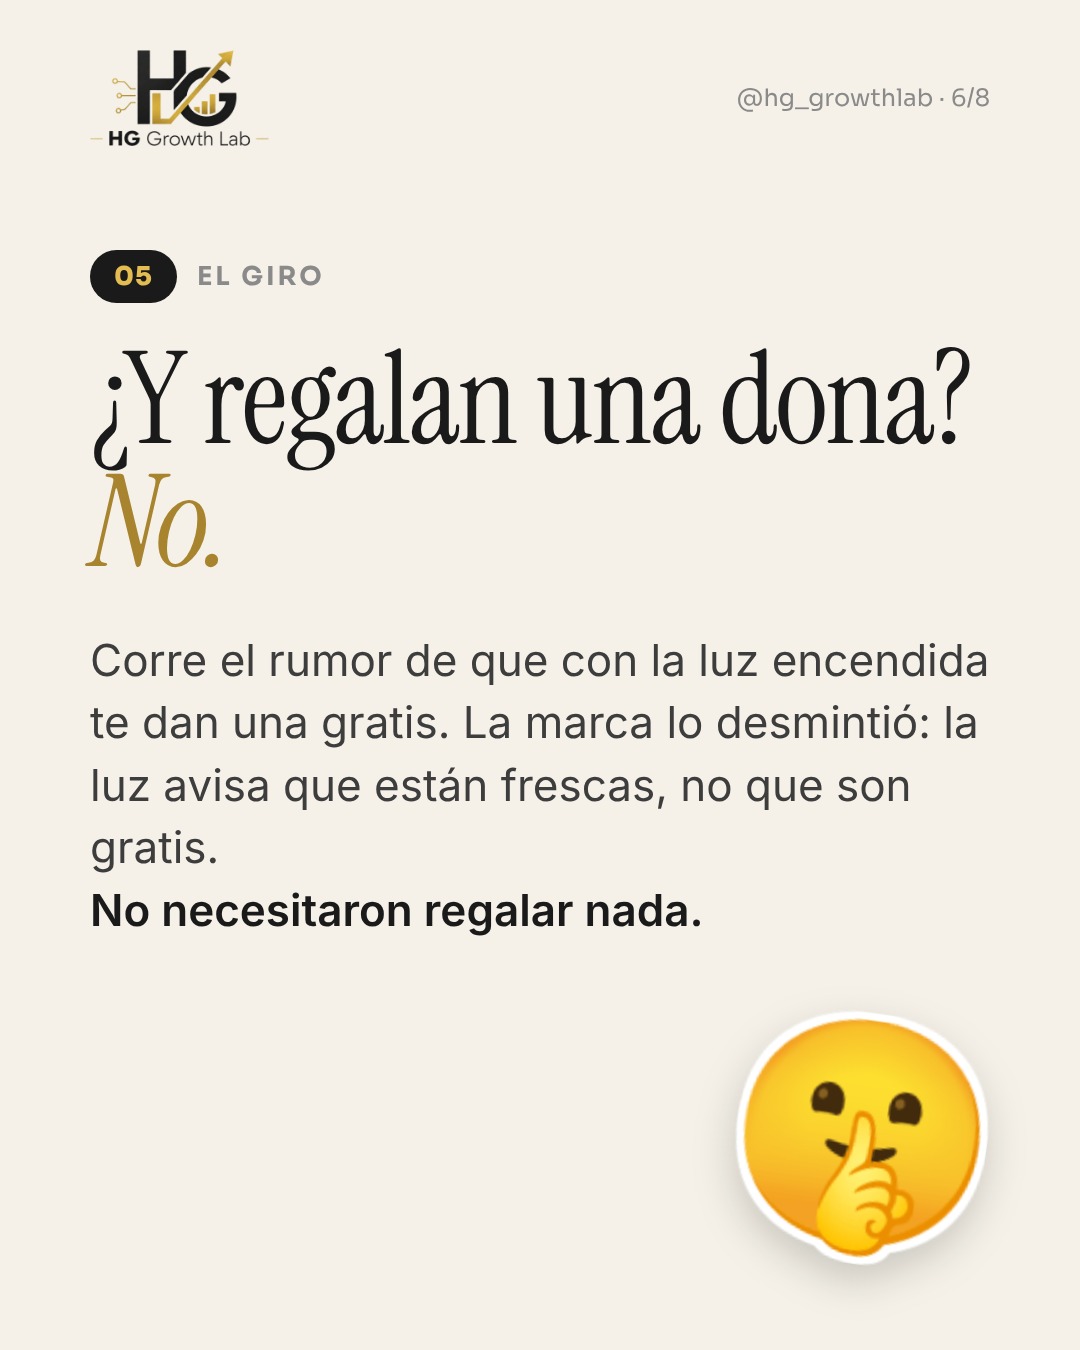 HG
HG Growth Lab
@hg_growthlab · 6/8
05 EL GIRO
¿Y regalan una dona?
No.
Corre el rumor de que con la luz encendida
te dan una gratis. La marca lo desmintió: la
luz avisa que están frescas, no que son
gratis.
No necesitaron regalar nada.